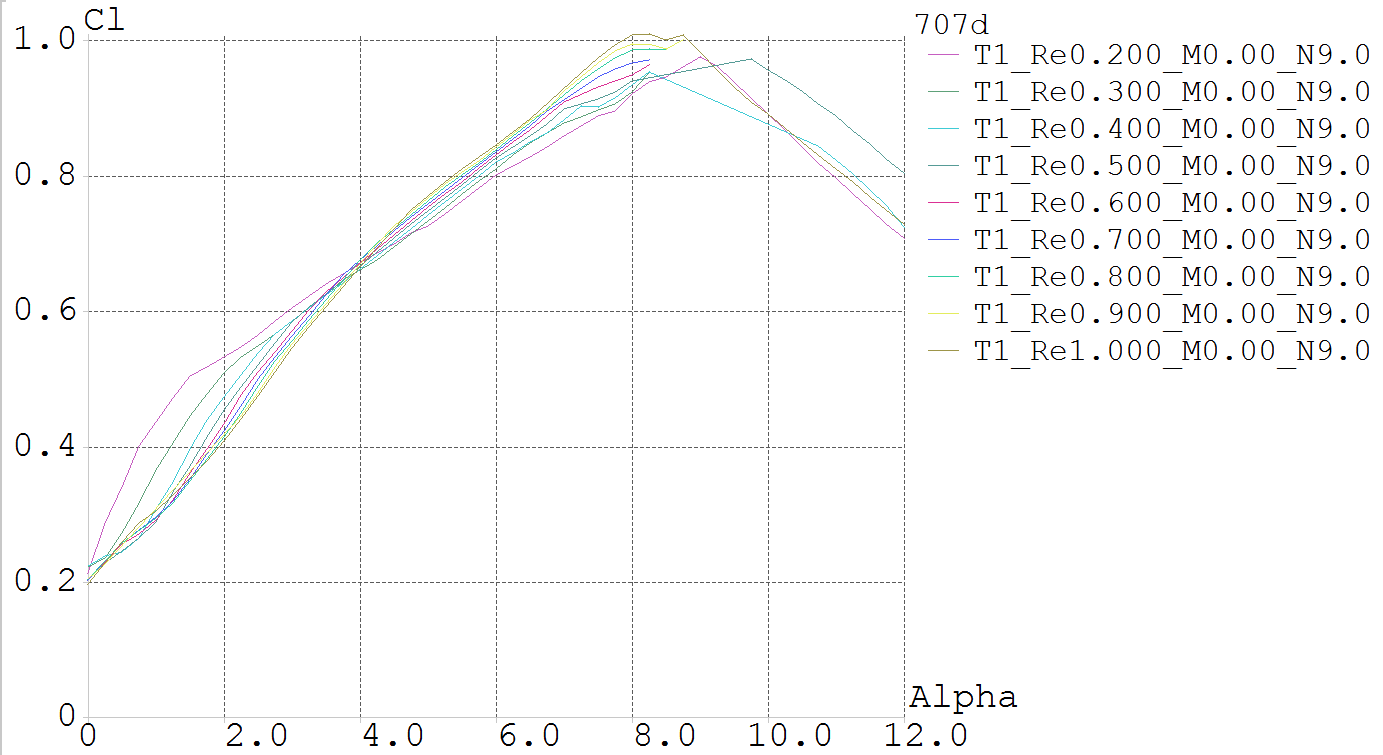 Cl
707d
T1_Re0.200_M0.00_N9.0
T1_Re0.300_M0.00_N9.0
T1_Re0.400_M0.00_N9.0
T1_Re0.500_M0.00_N9.0
T1_Re0.600_M0.00_N9.0
T1_Re0.700_M0.00_N9.0
T1_Re0.800_M0.00_N9.0
T1_Re0.900_M0.00_N9.0
T1_Re1.000_M0.00_N9.0
1.0
0.8
0.6
0.4
0.2
0
Alpha
0 2.0 4.0 6.0 8.0 10.0 12.0